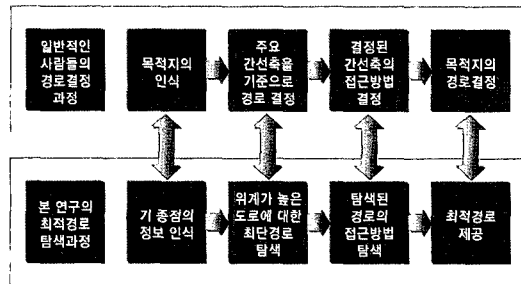 일반적인
사람들의
경로결정
과정
목적지의
인식
주요
간선축을
기준으로
경로 결정
결정된
간선축의
접근방법
결정
목적지의
경로결정
본 연구의
최적경로
탐색과정
기 종점의
정보 인식
위계가 높은
도로에 대한
최단경로
탐색
탐색된
경로의
접근방법
탐색
최적경로
제공